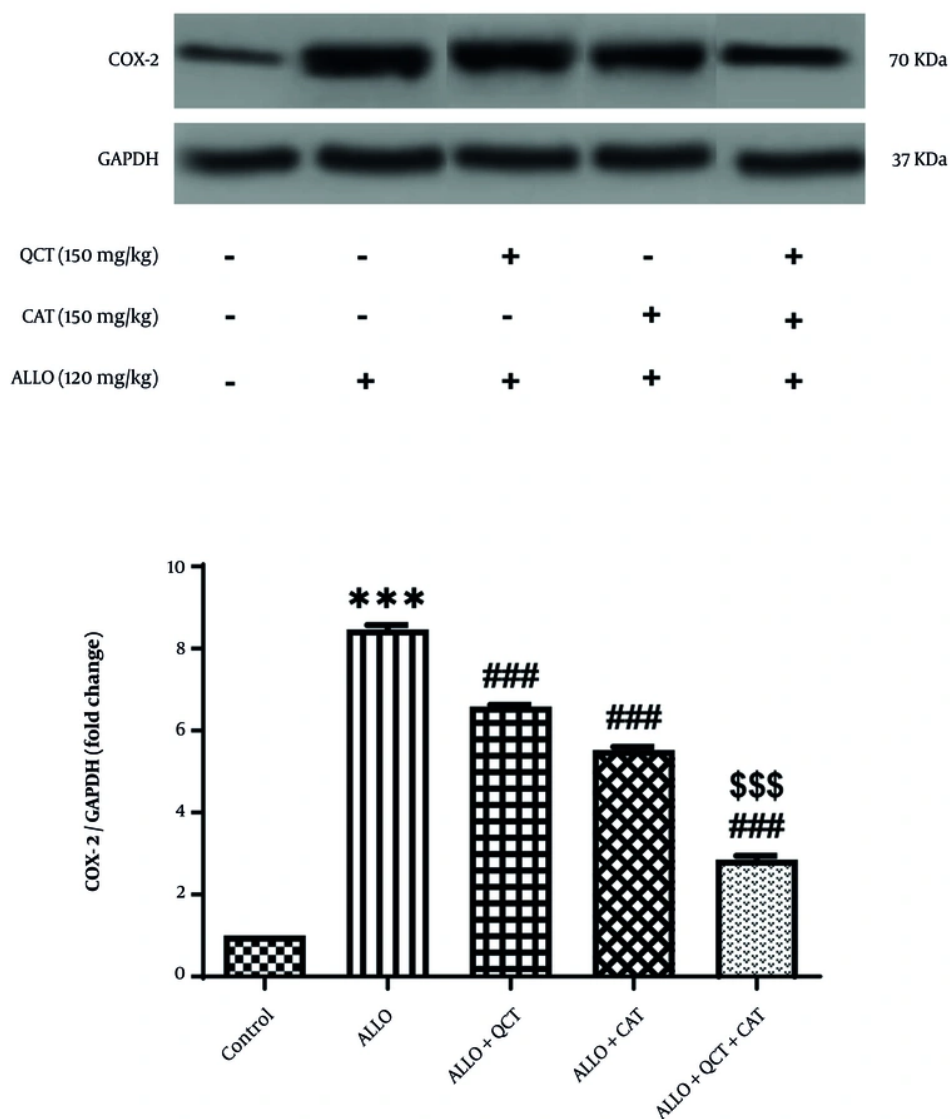 COX-2 70 KDa
GAPDH 37 KDa
QCT (150 mg/kg) - - + - +
CAT (150 mg/kg) - - - + +
ALLO (120 mg/kg) - + + + +
COX- 2 / GAPDH (fold change)
10
8
6
4
2
0
***
###
###
$$$
###
Control
ALLO
ALLO + QCT
ALLO + CAT
ALLO + QCT + CAT